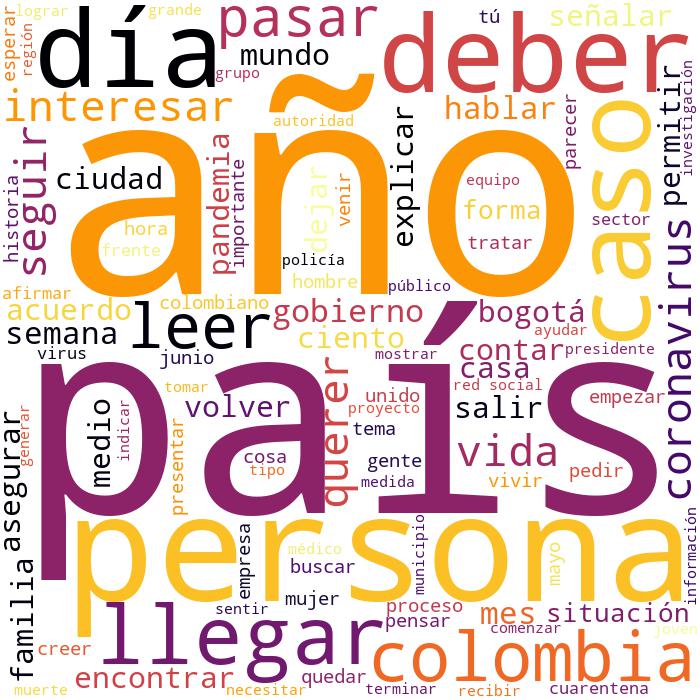 lograr
grande
esperar
región
día
pasar
tú
señalar
mundo
grupo
deber
interesar
autoridad
hablar
caso
permitir
investigación
parecer
explicar
año
seguir
historia
ciudad
pandemia
importante
dejar
venir
equipo
forma
sector
hora
frente
tratar
policía
hombre
público
coronavirus
afirmar
acuerdo
colombiano
semana
leer
gobierno
ciento
bogotá
ayudar
virus
junio
mostrar
contar
presidente
casa
país
tomar
querer
unido
red social
empezar
proyecto
medio
indicar
volver
salir
tema
generar
asegurar
presentar
cosa
tipo
gente
medida
vida
vivir
pedir
persona
empresa
médico
buscar
municipio
mayo
información
familia
mujer
sentir
llegar
proceso
pensar
mes
situación
comenzar
joven
creer
encontrar
quedar
colombia
muerte
necesitar
terminar
recibir
cuarentena